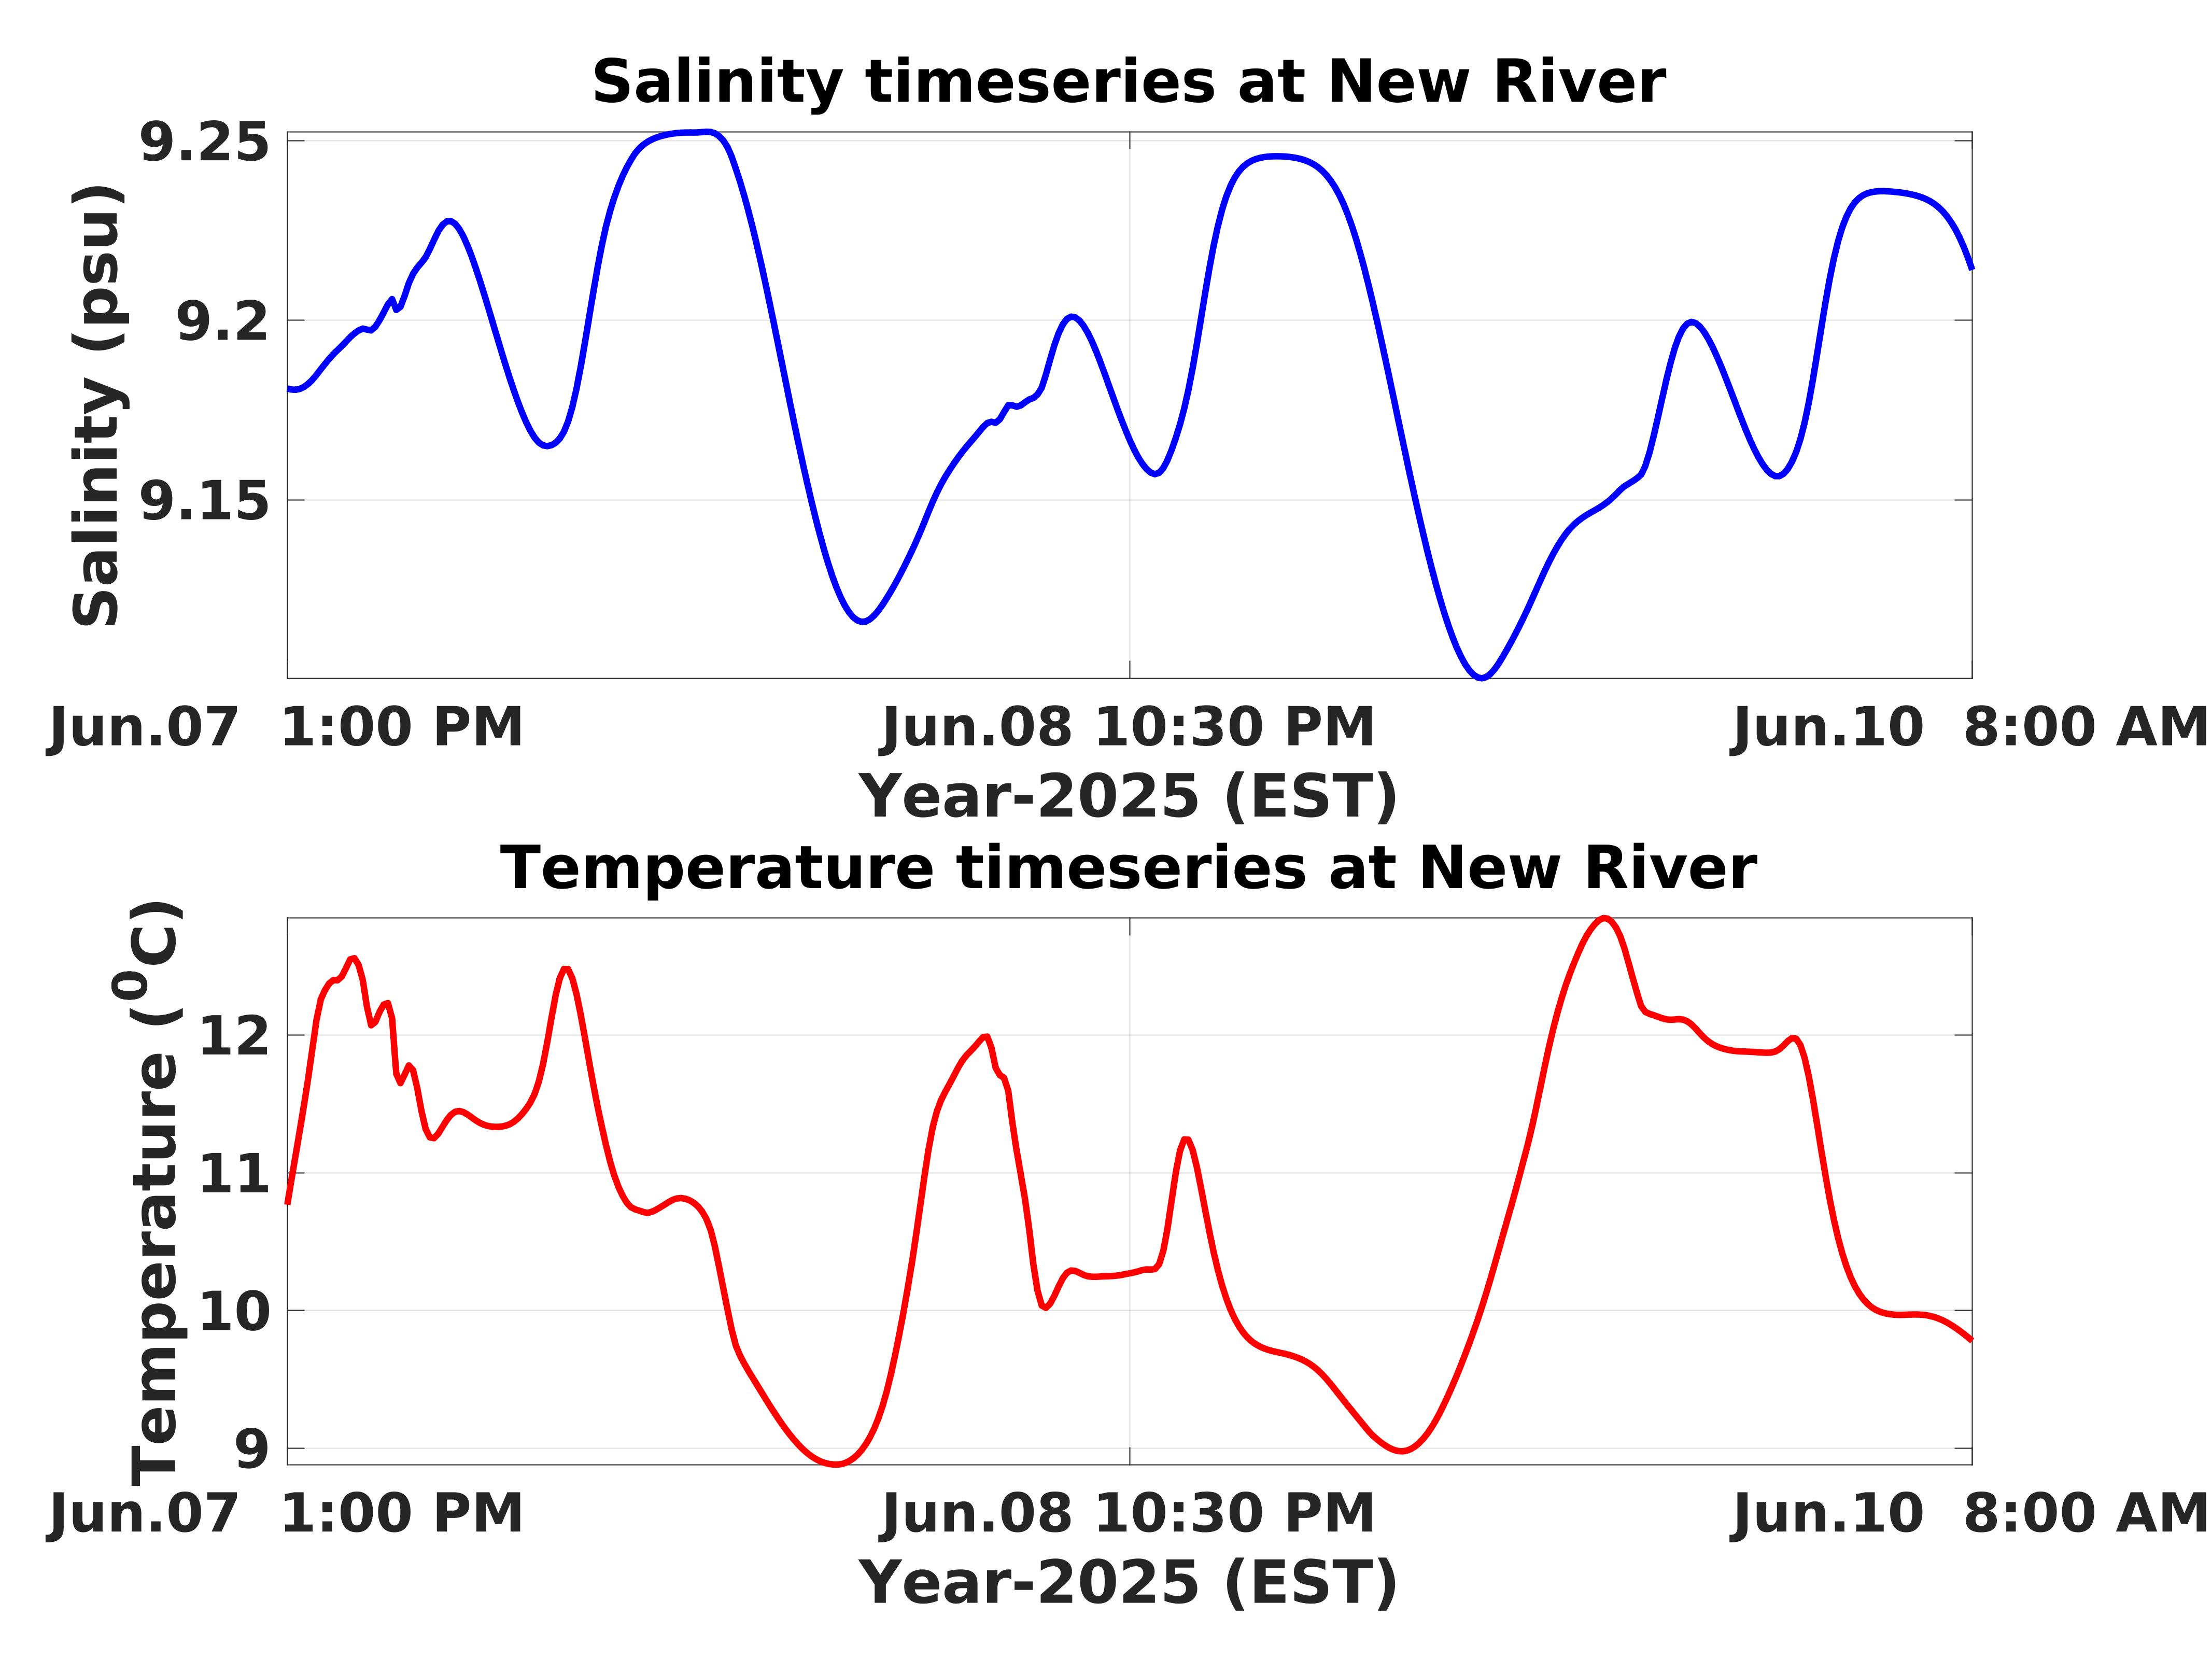 Salinity timeseries at New River
9.25
9.2
9.15
Salinity (psu)
Jun.07  1:00 PM
Jun.08 10:30 PM
Jun.10  8:00 AM
Year-2025 (EST)
Temperature timeseries at New River
12
11
10
9
Temperature (⁰C)
Jun.07  1:00 PM
Jun.08 10:30 PM
Jun.10  8:00 AM
Year-2025 (EST)